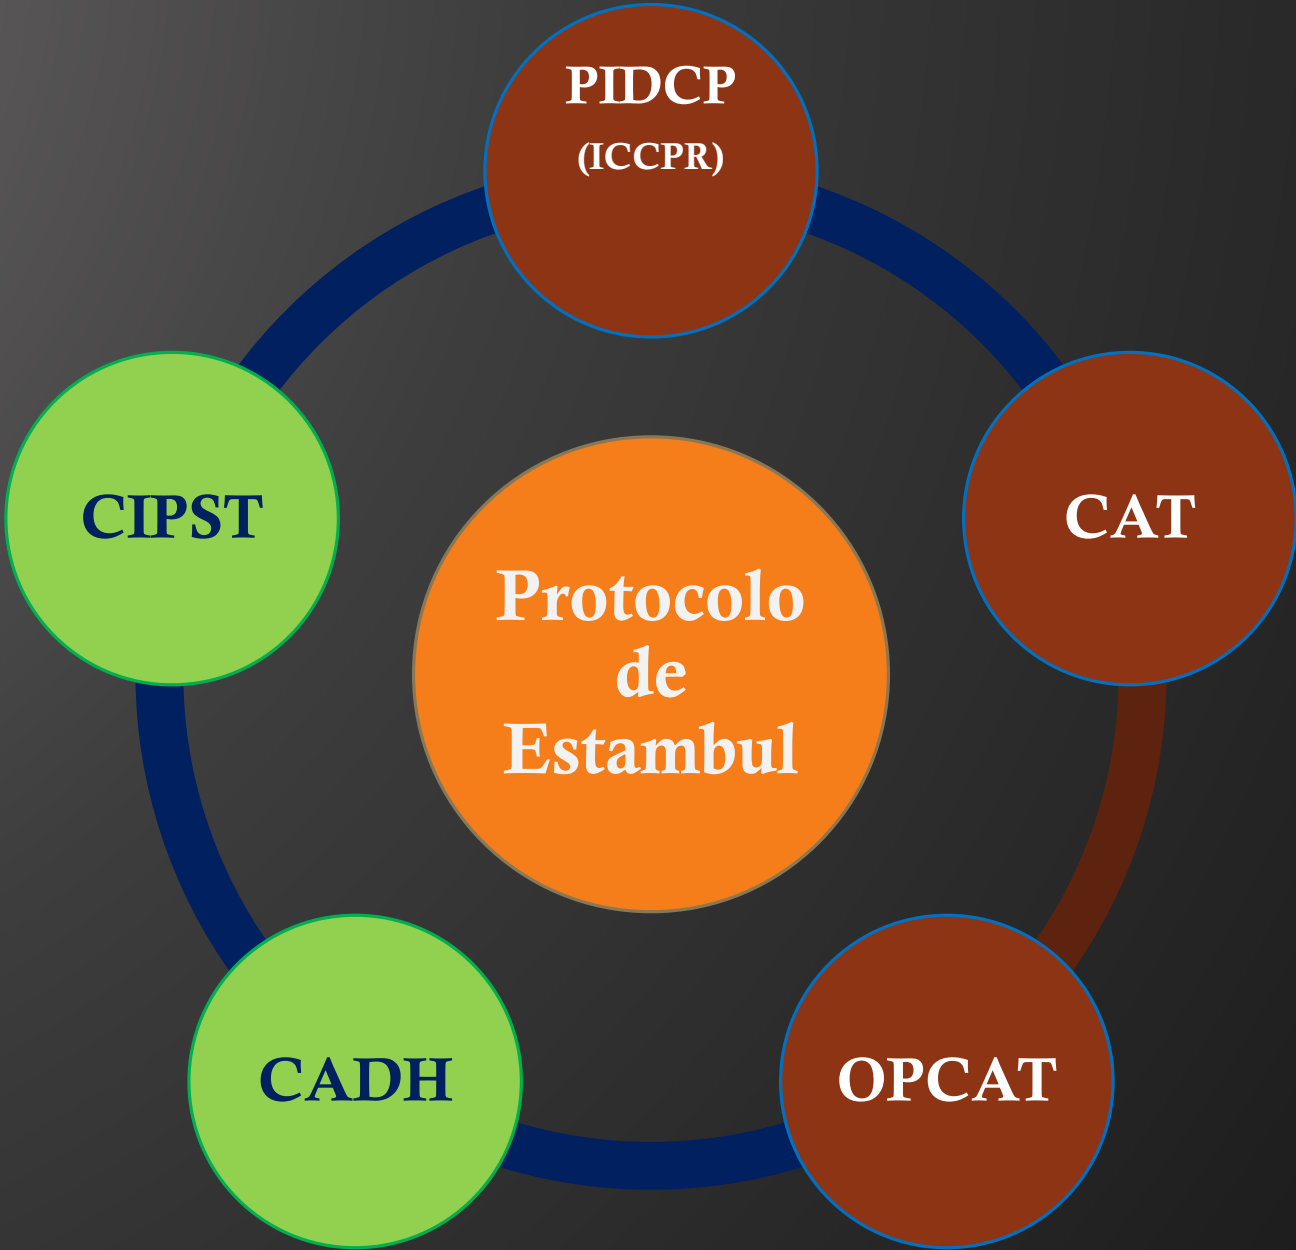 PIDCP
(ICCPR)
CIPST
CAT
Protocolo
de
Estambul
CADH
OPCAT